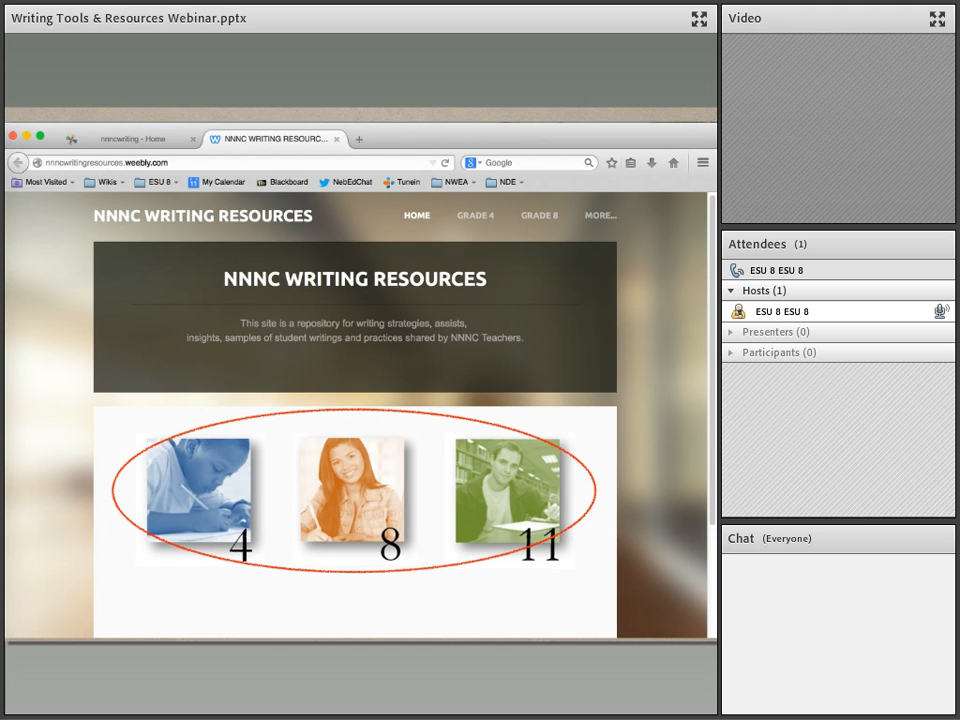 Writing Tools & Resources Webinar.pptx
nnncwriting - Home
NNNC WRITING RESOURC...
nnncwritingresources.weebly.com
Google
Most Visited
Wikis
ESU 8
My Calendar
Blackboard
NebEdChat
TuneIn
NWEA
NDE
NNNC WRITING RESOURCES
HOME
GRADE 4
GRADE 8
MORE...
NNNC WRITING RESOURCES
This site is a repository for writing strategies, assists,
insights, samples of student writings and practices shared by NNNC Teachers.
4
8
11
Video
Attendees (1)
ESU 8 ESU 8
Hosts (1)
ESU 8 ESU 8
Presenters (0)
Participants (0)
Chat (Everyone)